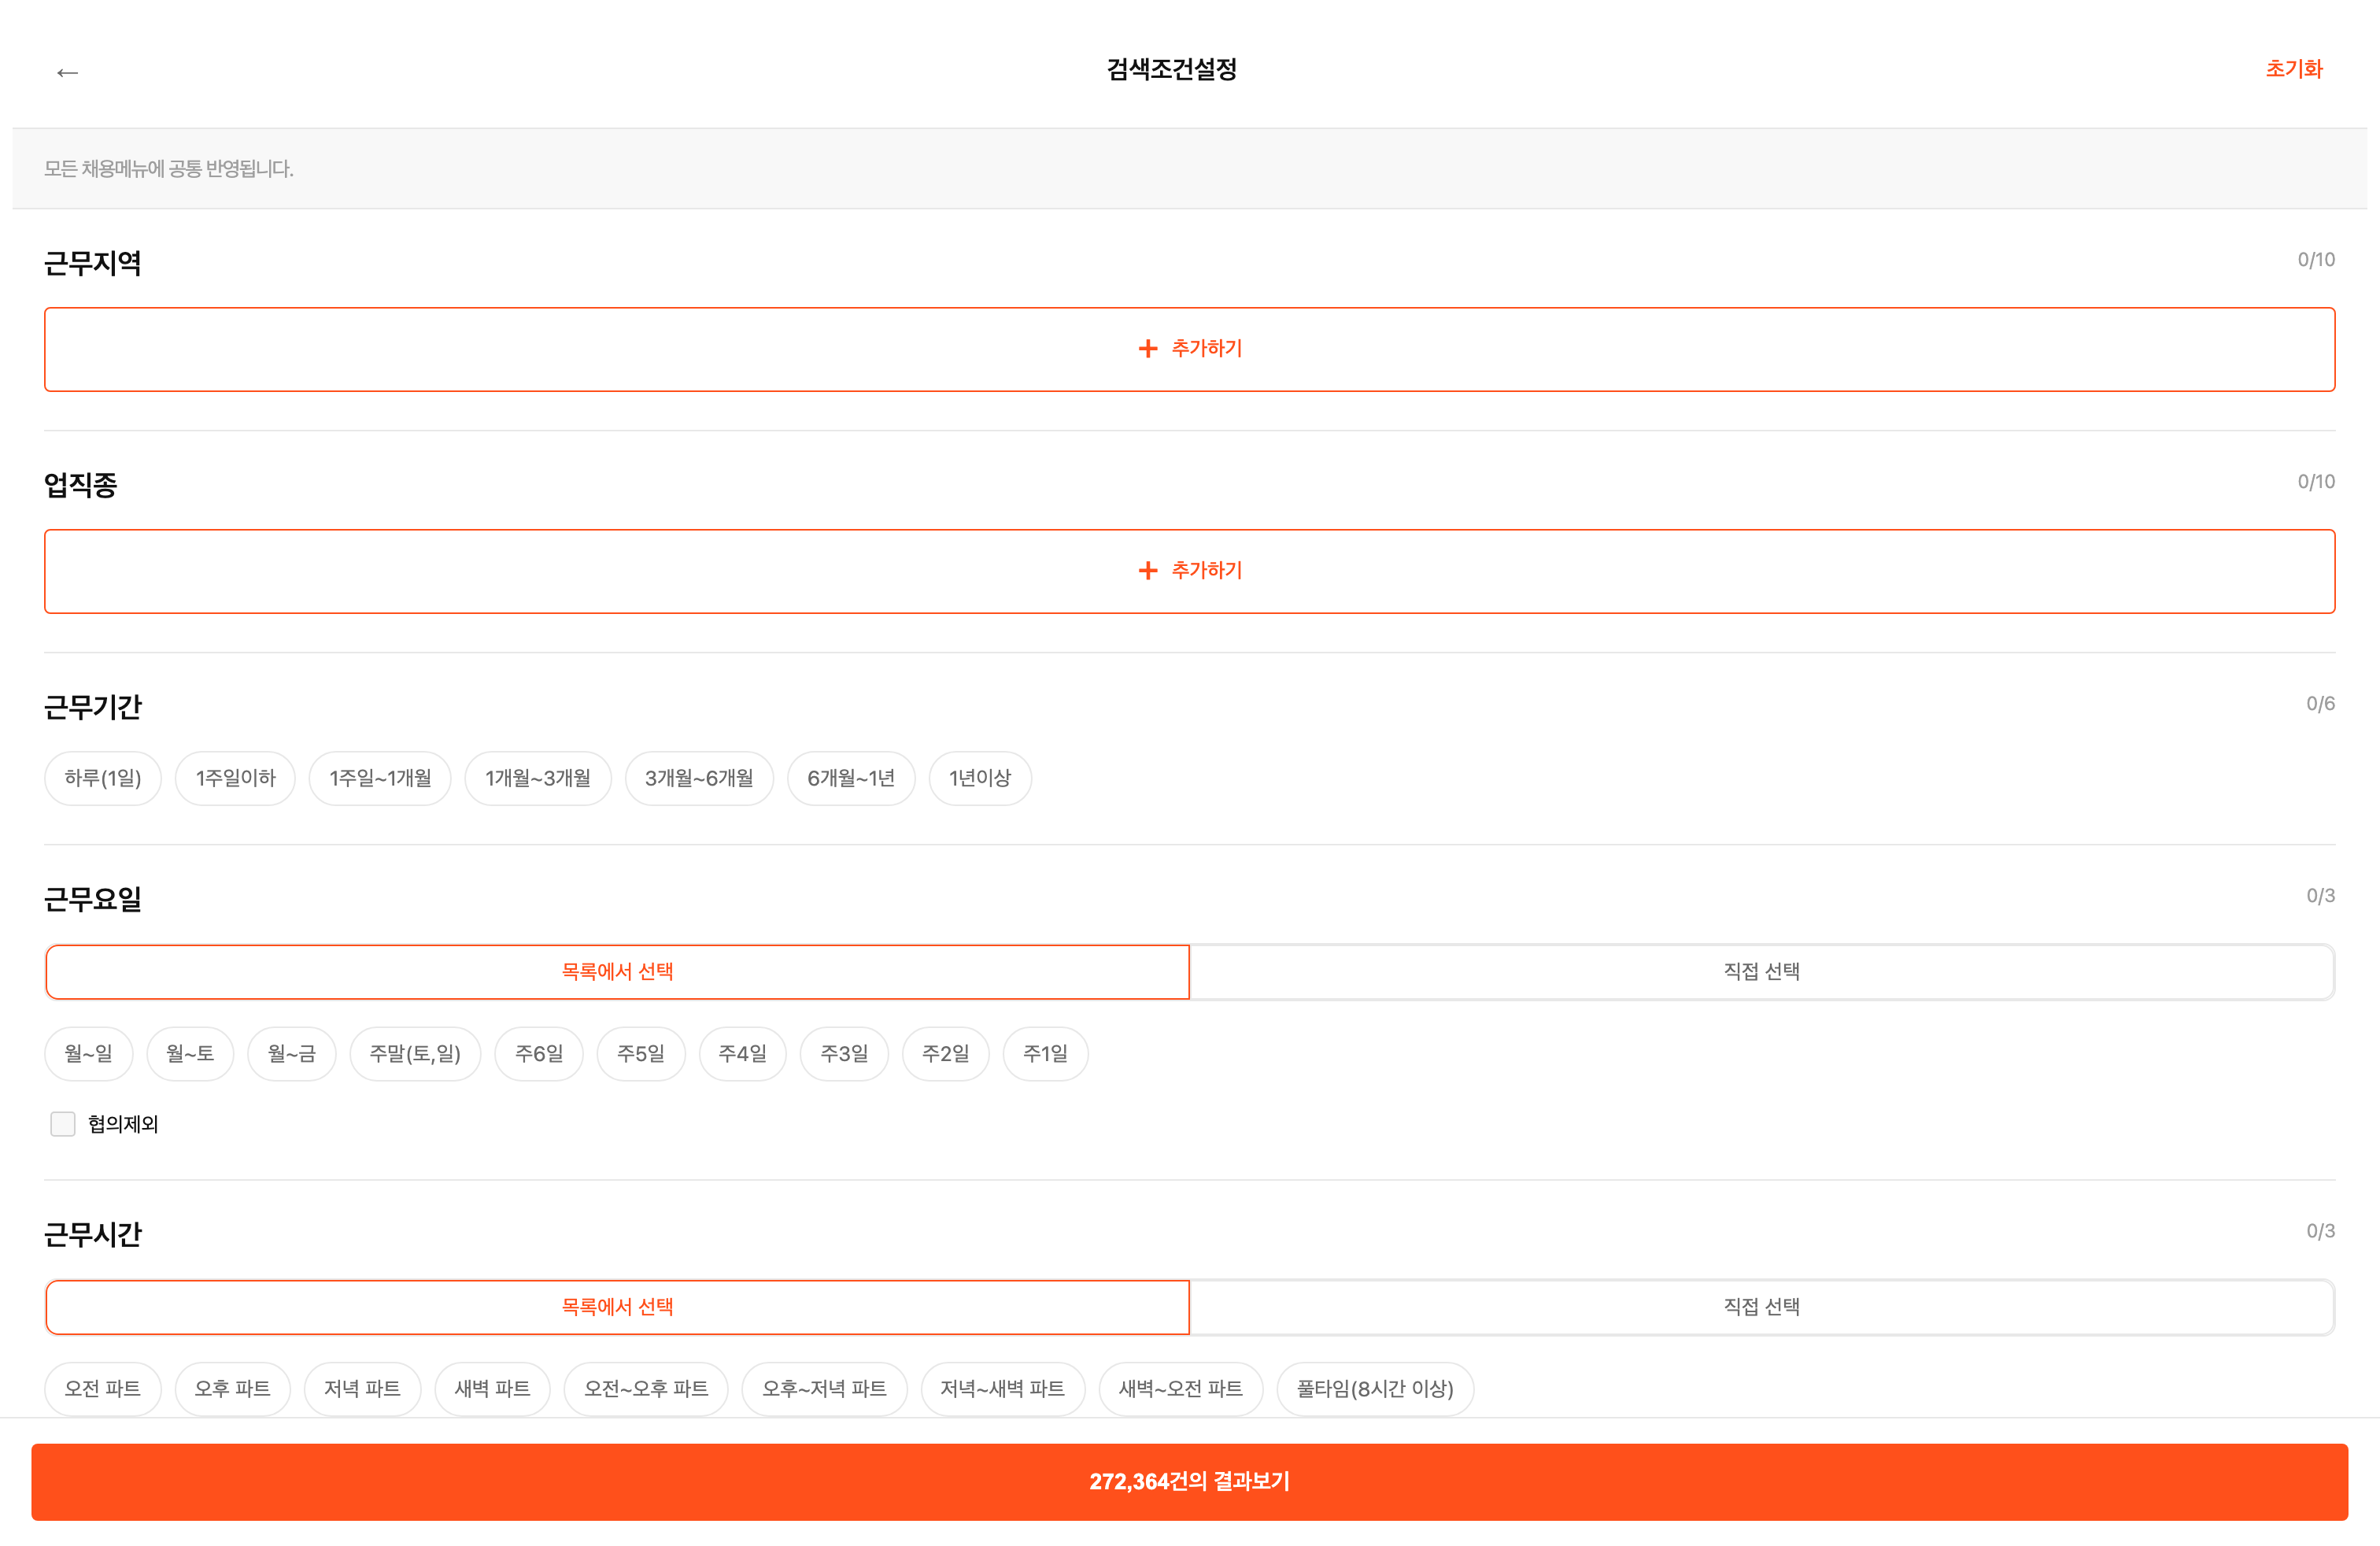 ← 검색조건설정 초기화
모든 채용메뉴에 공통 반영됩니다.
근무지역 0/10
+ 추가하기
업직종 0/10
+ 추가하기
근무기간 0/6
하루(1일) 1주일이하 1주일~1개월 1개월~3개월 3개월~6개월 6개월~1년 1년이상
근무요일 0/3
목록에서 선택 직접 선택
월~일 월~토 월~금 주말(토,일) 주6일 주5일 주4일 주3일 주2일 주1일
협의제외
근무시간 0/3
목록에서 선택 직접 선택
오전 파트 오후 파트 저녁 파트 새벽 파트 오전~오후 파트 오후~저녁 파트 저녁~새벽 파트 새벽~오전 파트 풀타임(8시간 이상)
272,364건의 결과보기